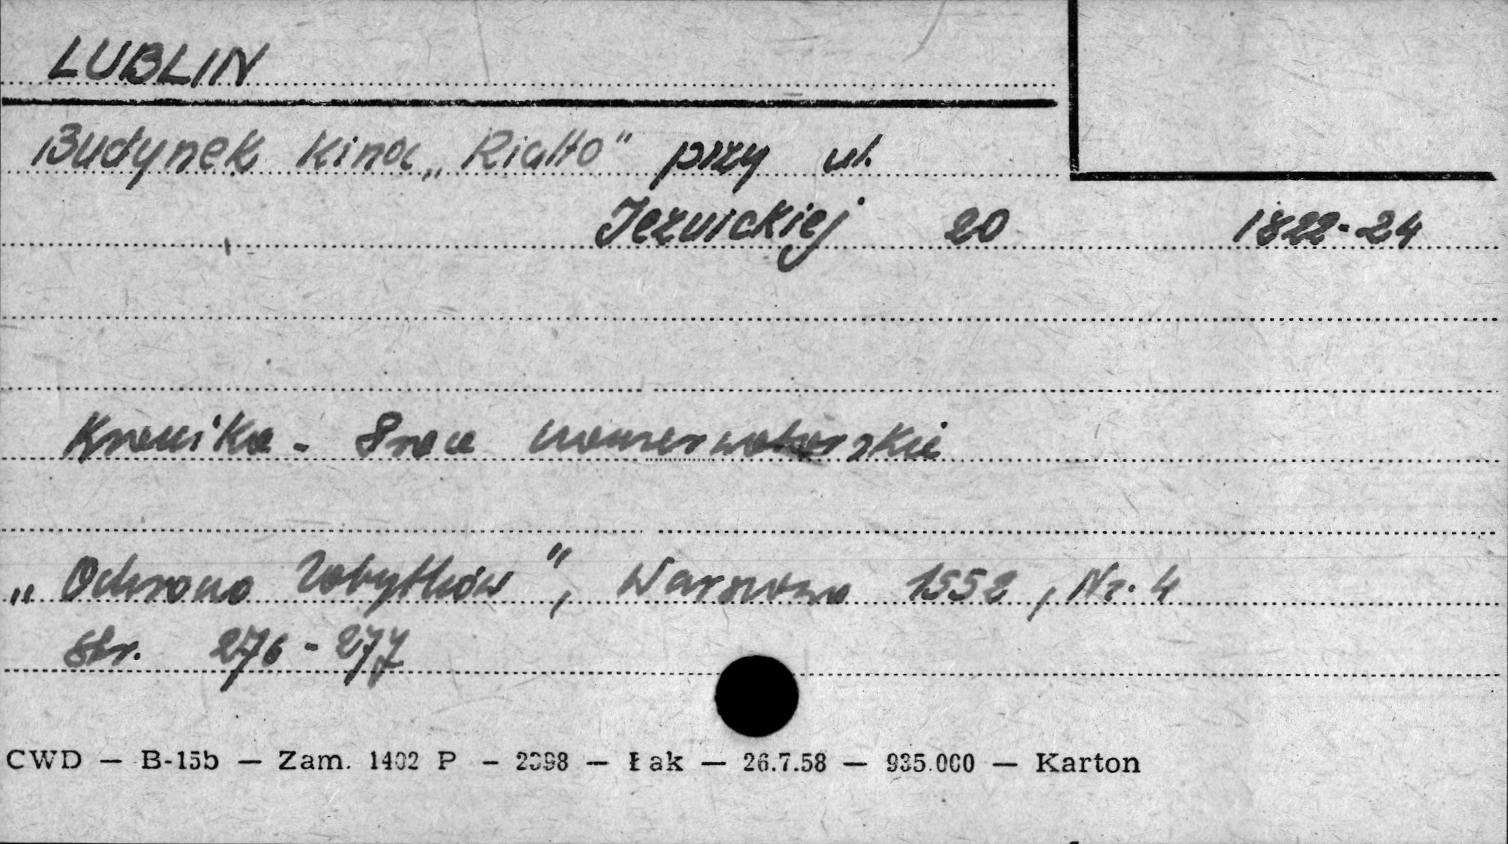 LUBLIN
Budynek kina „Rialto" przy ul.
Jezuickiej 20 1822-24
Kronika - Prace konserwatorskie
„Ochrona Zabytków", Warszawa 1952, Nr. 4
str. 276-277
CWD — B-15b — Zam. 1402 P — 2398 — Łak — 26.7.58 — 935.000 — Karton